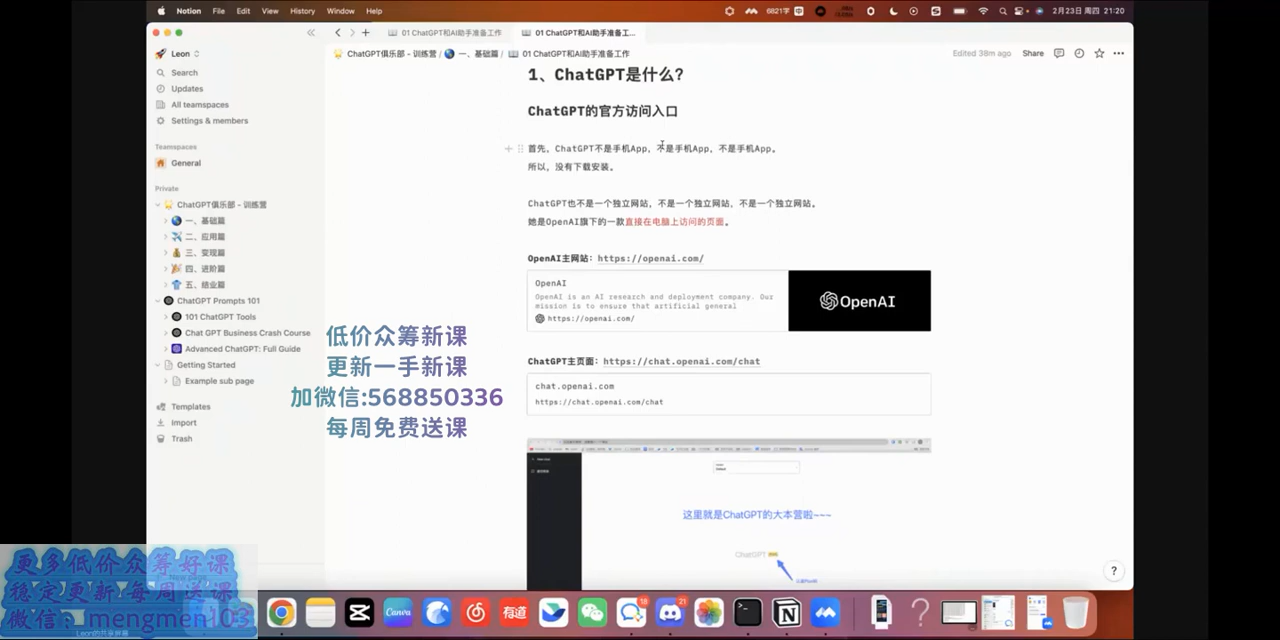 Notion File Edit View History Window Help
6821字
2月23日 周四 21:20
01 ChatGPT和AI助手准备工作
01 ChatGPT和AI助手准备工...
Leon
ChatGPT俱乐部 - 训练营 / 一、基础篇 / 01 ChatGPT和AI助手准备工作
Edited 38m ago Share
Search
Updates
All teamspaces
Settings & members
Teamspaces
General
Private
ChatGPT俱乐部 - 训练营
一、基础篇
二、应用篇
三、变现篇
四、进阶篇
五、结业篇
ChatGPT Prompts 101
101 ChatGPT Tools
Chat GPT Business Crash Course
Advanced ChatGPT: Full Guide
Getting Started
Example sub page
Templates
Import
Trash
1、ChatGPT是什么?
ChatGPT的官方访问入口
首先, ChatGPT不是手机App, 不是手机App, 不是手机App。
所以, 没有下载安装。
ChatGPT也不是一个独立网站, 不是一个独立网站, 不是一个独立网站。
她是OpenAI旗下的一款直接在电脑上访问的页面。
OpenAI主网站: https://openai.com/
OpenAI
OpenAI is an AI research and deployment company. Our
mission is to ensure that artificial general
https://openai.com/
OpenAI
ChatGPT主页面: https://chat.openai.com/chat
chat.openai.com
https://chat.openai.com/chat
这里就是ChatGPT的大本营啦~~~
ChatGPT
?
低价众筹新课
更新一手新课
加微信:568850336
每周免费送课
更多低价众筹好课
稳定更新每周送课
微信: mengmen103
Leon的共享屏幕
Canva
有道
18
21